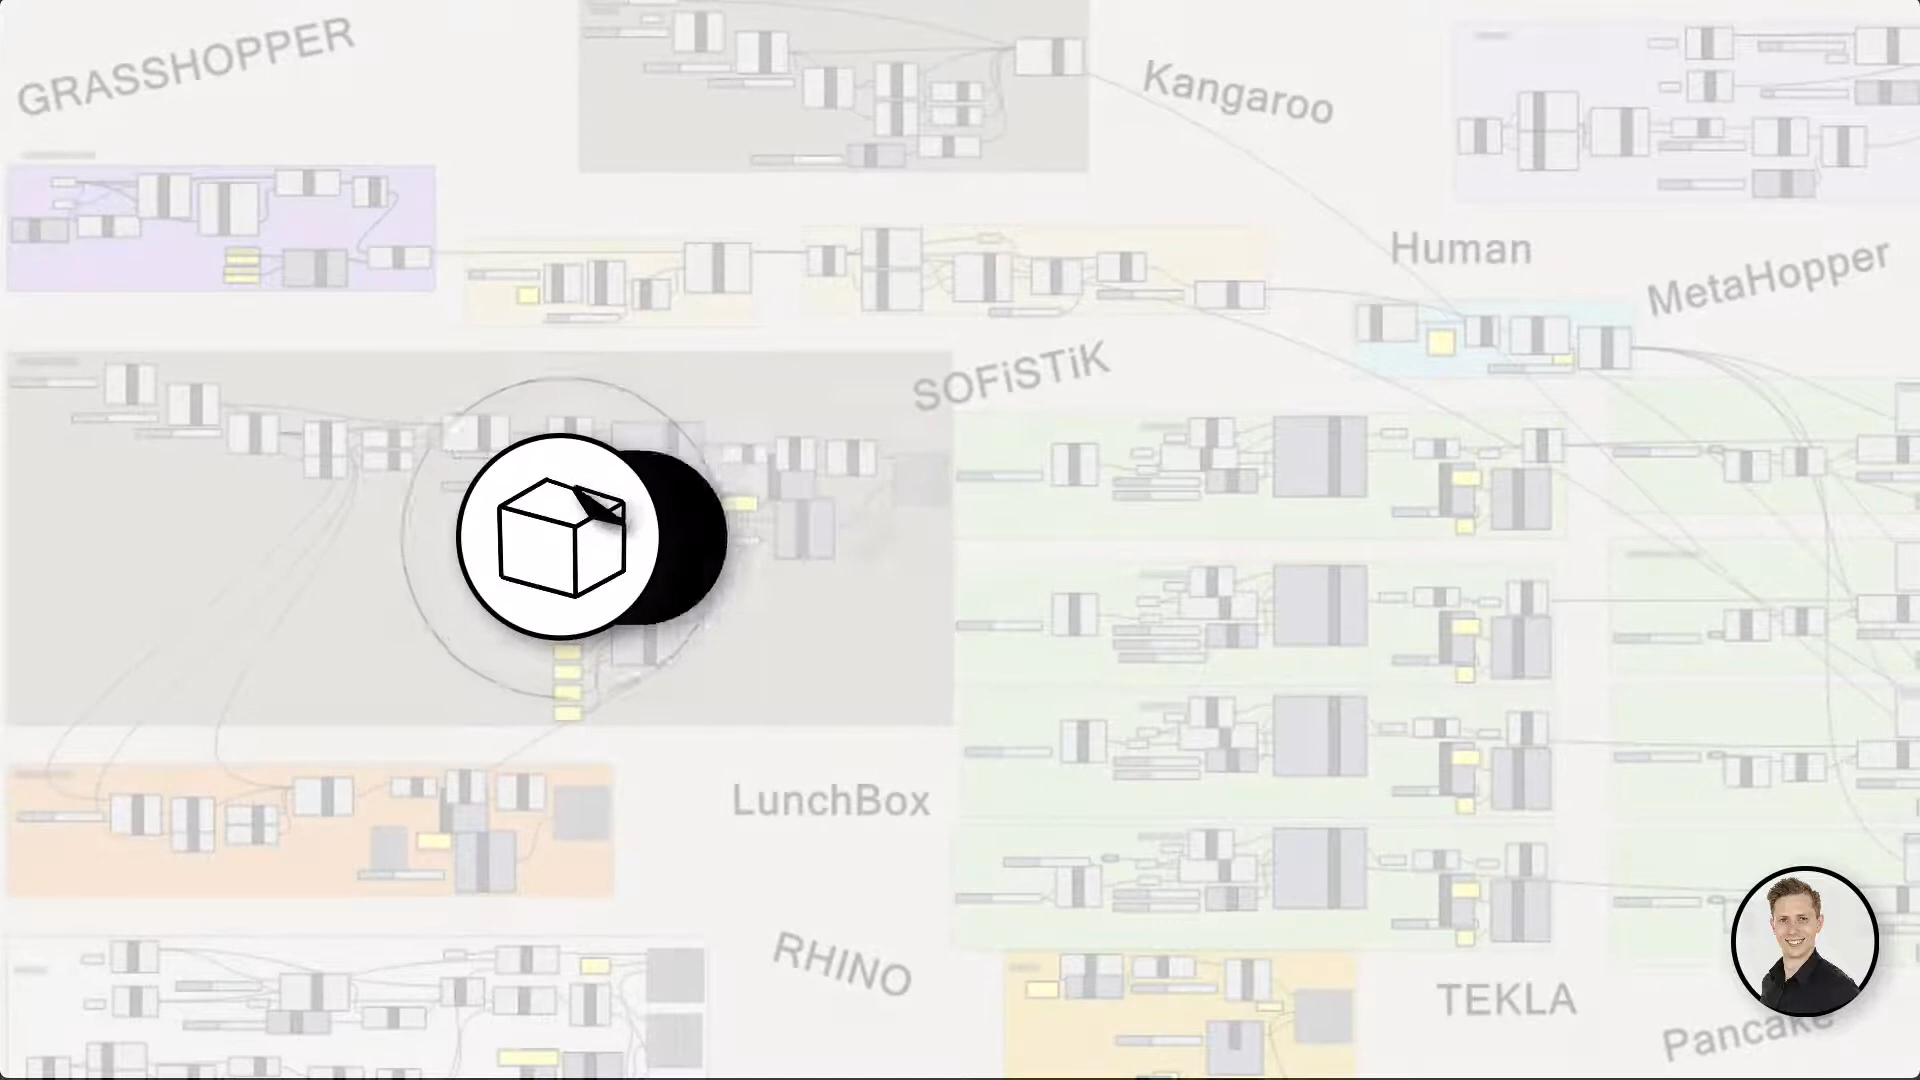 GRASSHOPPER
Kangaroo
Human
MetaHopper
SOFiSTiK
LunchBox
RHINO
TEKLA
Pancake